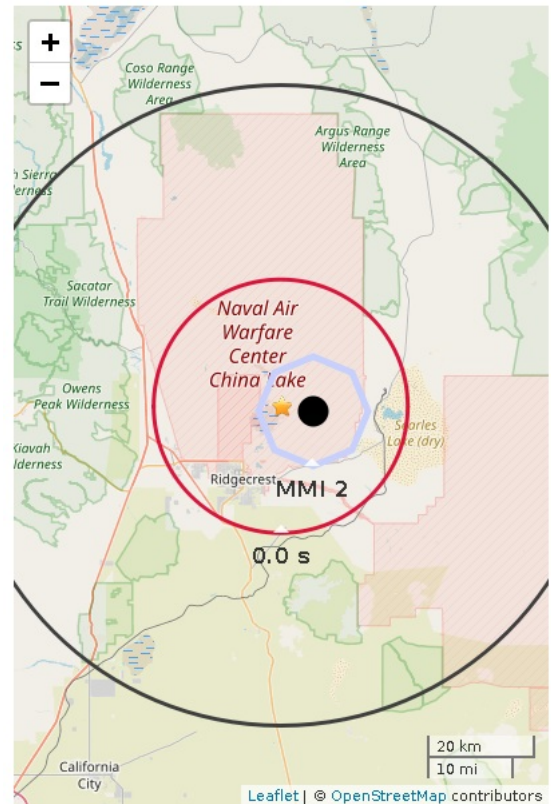 +
−
s
Coso Range
Wilderness
Area
Argus Range
Wilderness
Area
h Sierra
lderness
Sacatar
Trail Wilderness
Naval Air
Warfare
Center
China Lake
Owens
Peak Wilderness
Searles
Lake (dry)
Kiavah
ilderness
Ridgecrest
MMI 2
0.0 s
20 km
10 mi
California
City
Leaflet | © OpenStreetMap contributors